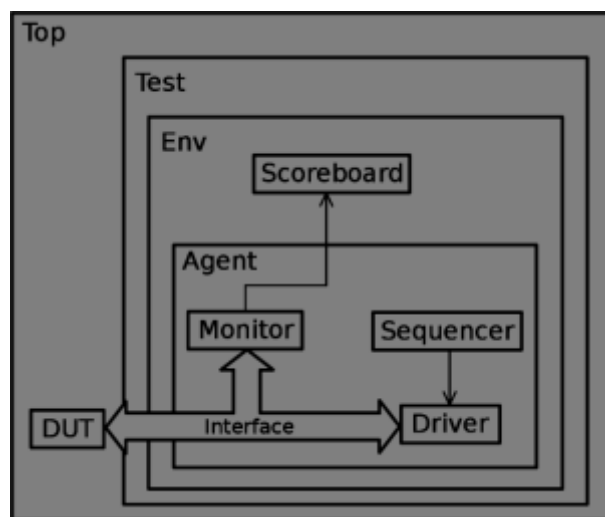 Top
Test
Env
Scoreboard
Agent
Monitor
Sequencer
DUT
Interface
Driver